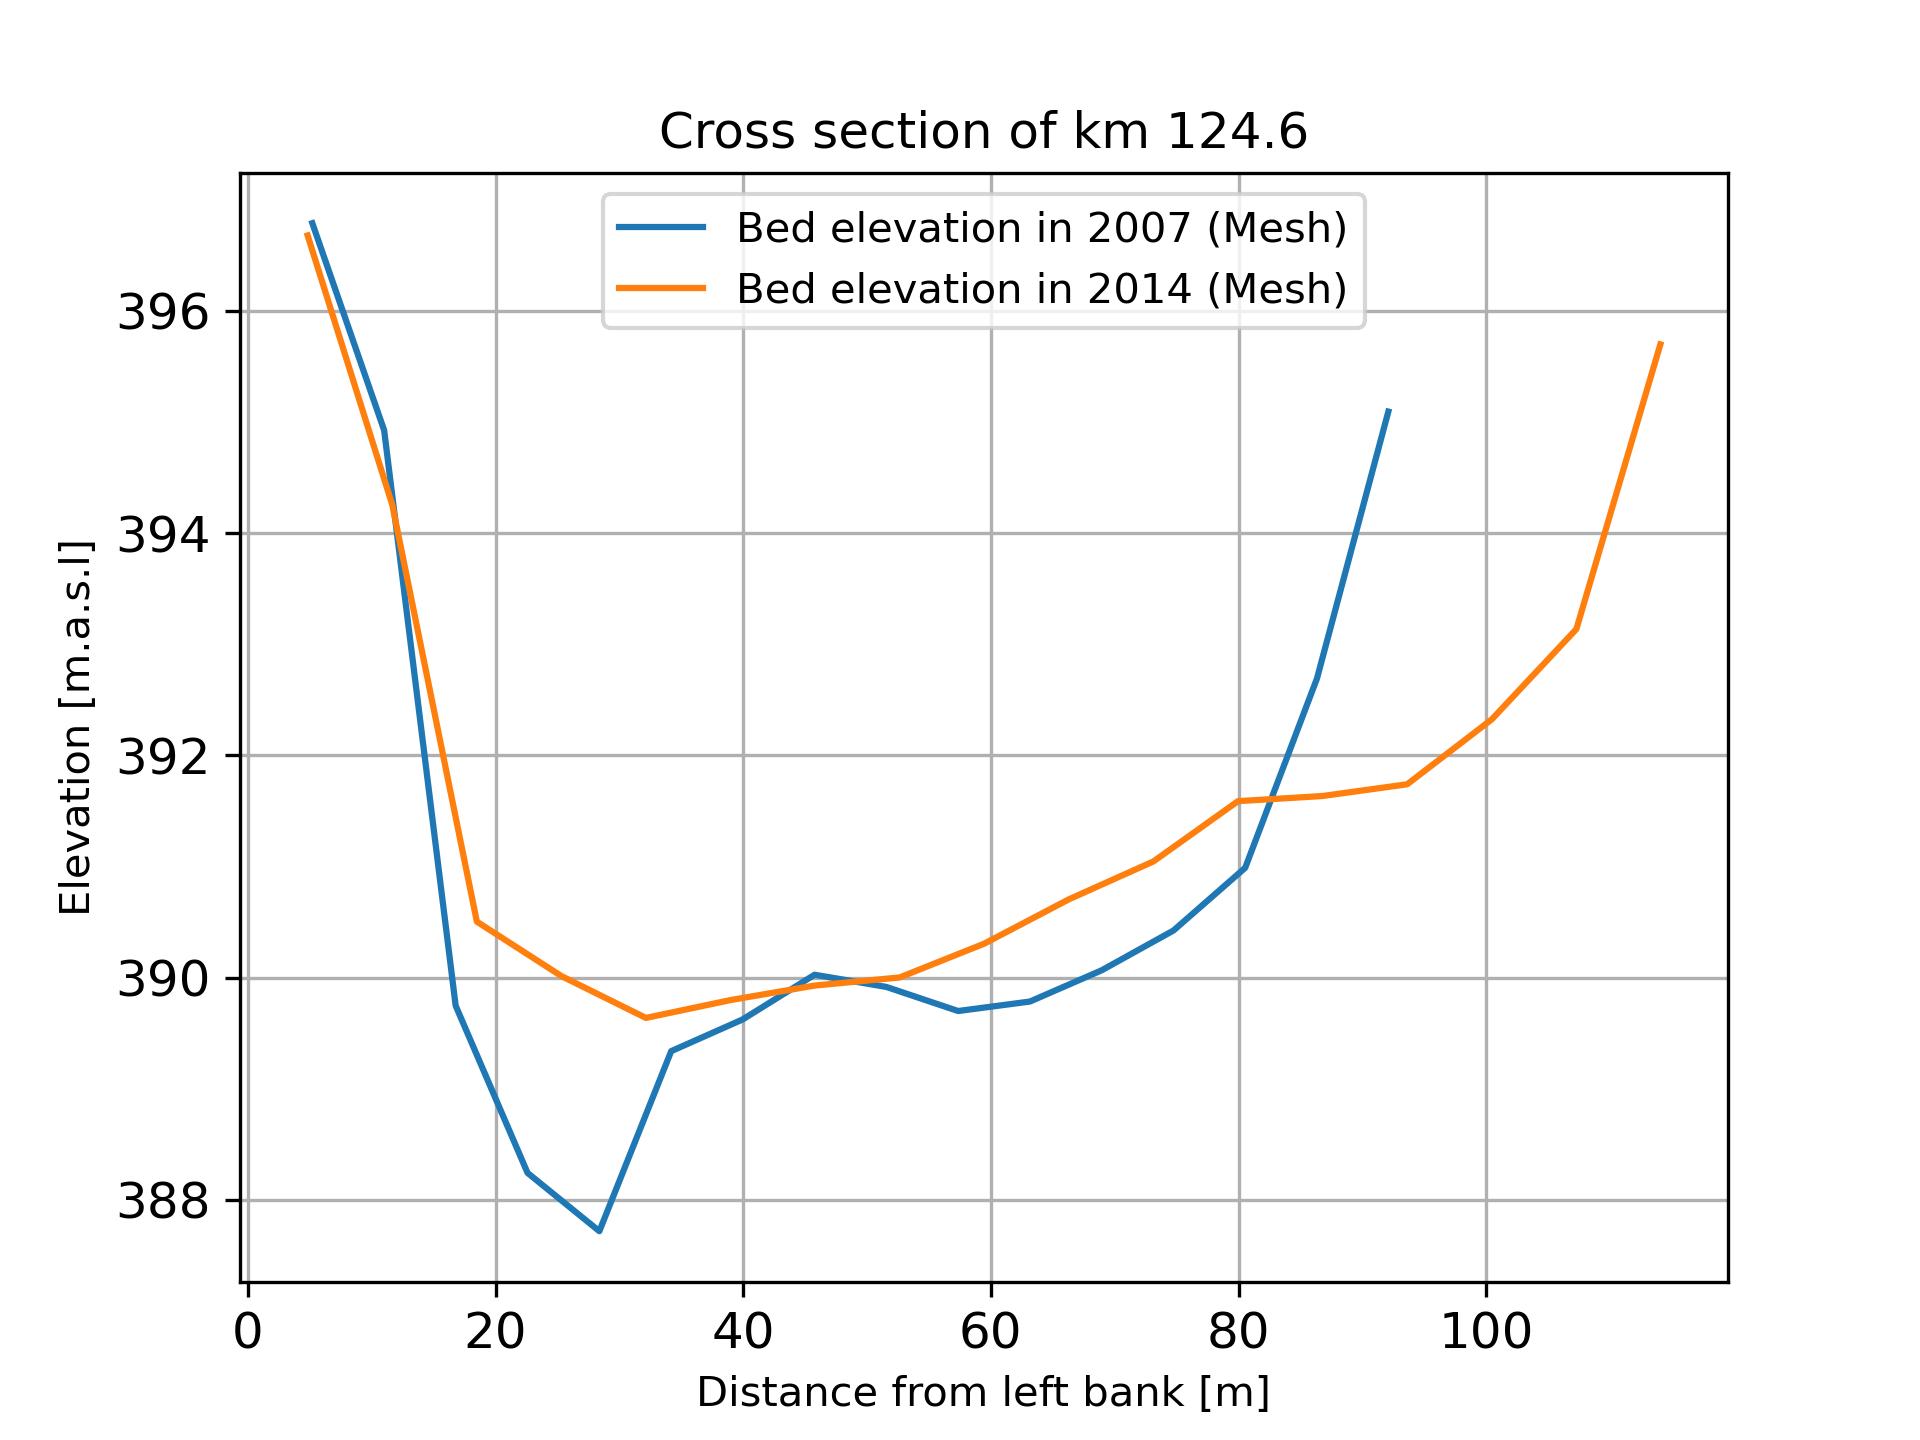 Cross section of km 124.6
Bed elevation in 2007 (Mesh)
Bed elevation in 2014 (Mesh)
396
394
392
390
388
Elevation [m.a.s.l]
0 20 40 60 80 100
Distance from left bank [m]